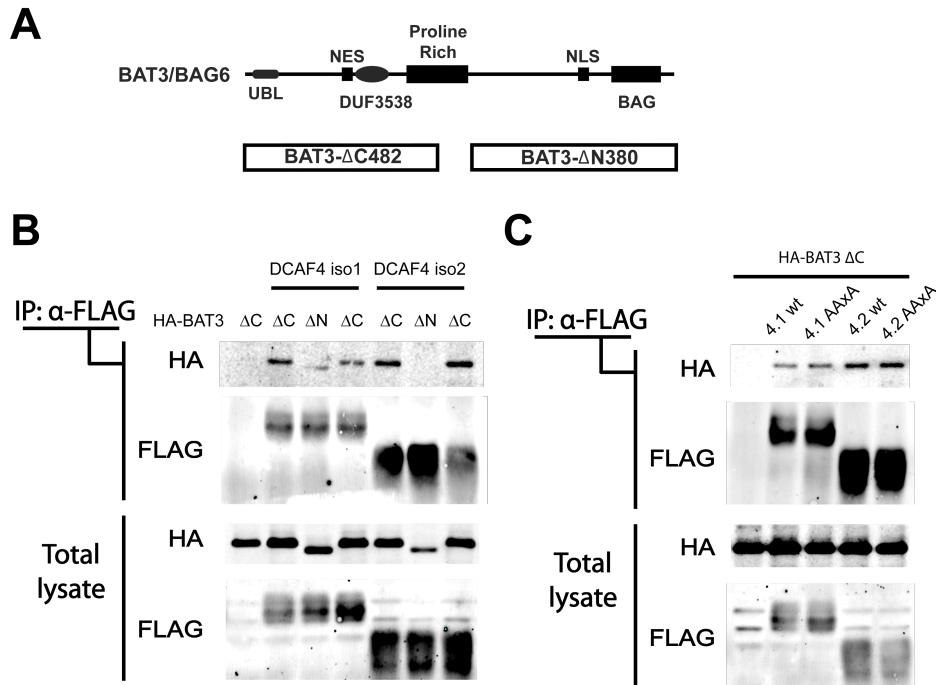 A
BAT3/BAG6
UBL
NES
DUF3538
Proline
Rich
NLS
BAG
BAT3-ΔC482
BAT3-ΔN380
B
DCAF4 iso1 DCAF4 iso2
IP: α-FLAG
HA-BAT3 ΔC ΔC ΔN ΔC ΔC ΔN ΔC
HA
FLAG
Total
lysate
HA
FLAG
C
HA-BAT3 ΔC
IP: α-FLAG
4.1 wt 4.1 AAxA 4.2 wt 4.2 AAxA
HA
FLAG
Total
lysate
HA
FLAG